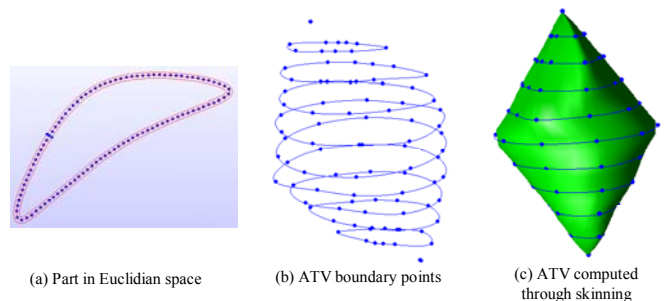 (a) Part in Euclidian space
(b) ATV boundary points
(c) ATV computed
through skinning